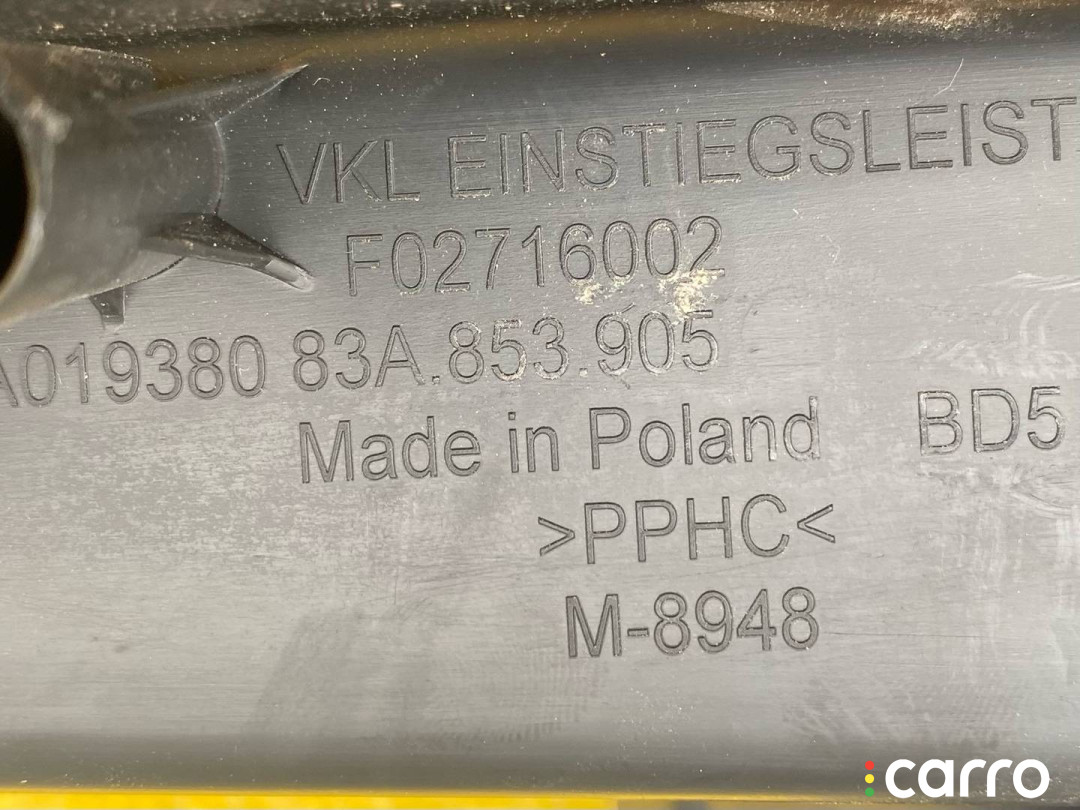 VKL EINSTIEGSLEIST
F02716002
A019380 83A.853.905
Made in Poland BD5
>PPHC<
M-8948
carro